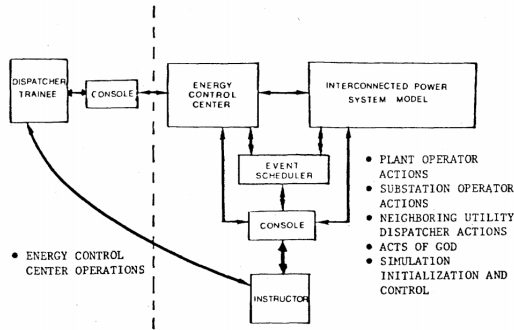 DISPATCHER
TRAINEE
CONSOLE
ENERGY
CONTROL
CENTER
INTERCONNECTED POWER
SYSTEM MODEL
EVENT
SCHEDULER
CONSOLE
INSTRUCTOR
• ENERGY CONTROL
CENTER OPERATIONS
• PLANT OPERATOR
ACTIONS
• SUBSTATION OPERATOR
ACTIONS
• NEIGHBORING UTILITY
DISPATCHER ACTIONS
• ACTS OF GOD
• SIMULATION
INITIALIZATION AND
CONTROL